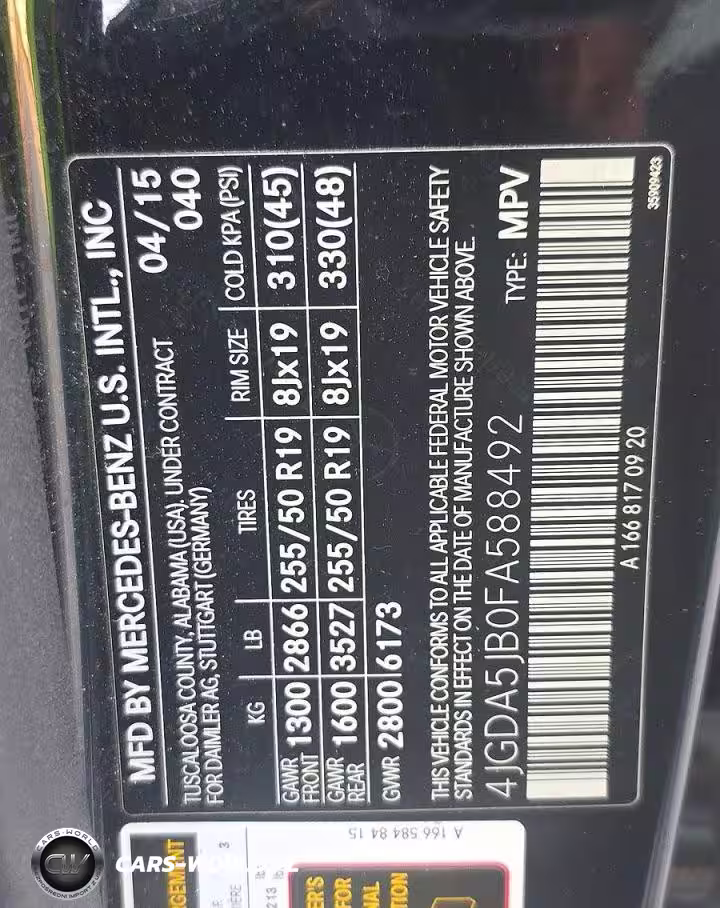 MFD BY MERCEDES-BENZ U.S. INTL., INC
TUSCALOOSA COUNTY, ALABAMA (USA), UNDER CONTRACT 04/15
FOR DAIMLER AG, STUTTGART (GERMANY) 040
KG LB TIRES RIM SIZE COLD KPA (PSI)
GAWR FRONT 1300 2866 255/50 R19 8Jx19 310(45)
GAWR REAR 1600 3527 255/50 R19 8Jx19 330(48)
GVWR 2800 6173
THIS VEHICLE CONFORMS TO ALL APPLICABLE FEDERAL MOTOR VEHICLE SAFETY
STANDARDS IN EFFECT ON THE DATE OF MANUFACTURE SHOWN ABOVE.
4JGDA5JB0FA588492 TYPE: MPV
A 166 817 09 20
35909423
A 166 584 84 15
3
213
CARS-WORLD